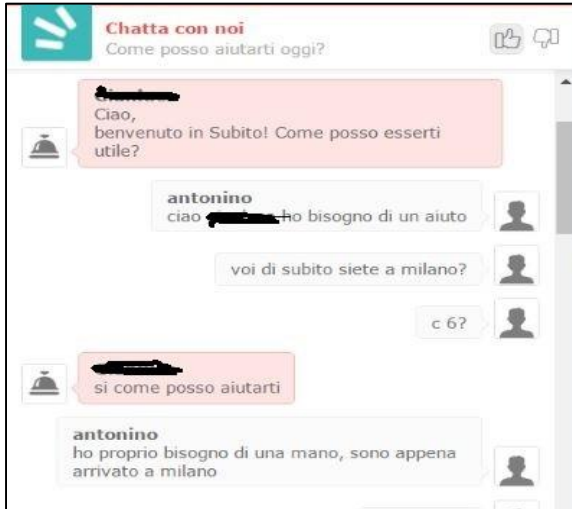 Chatta con noi
Come posso aiutarti oggi?
Ciao,
benvenuto in Subito! Come posso esserti
utile?
antonino
ciao ho bisogno di un aiuto
voi di subito siete a milano?
c 6?
si come posso aiutarti
antonino
ho proprio bisogno di una mano, sono appena
arrivato a milano